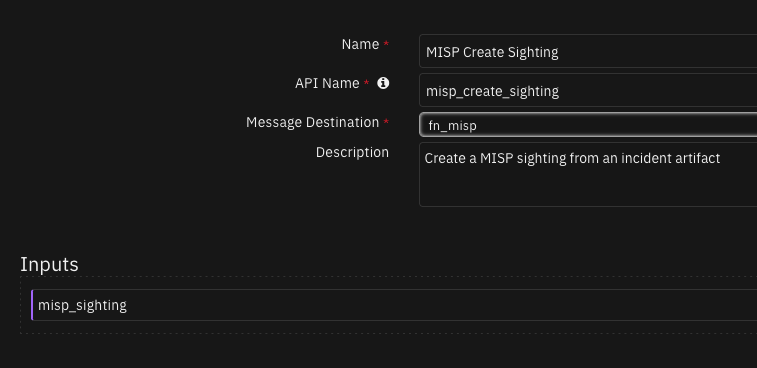 Name * MISP Create Sighting
API Name * misp_create_sighting
Message Destination * fn_misp
Description Create a MISP sighting from an incident artifact
Inputs
misp_sighting